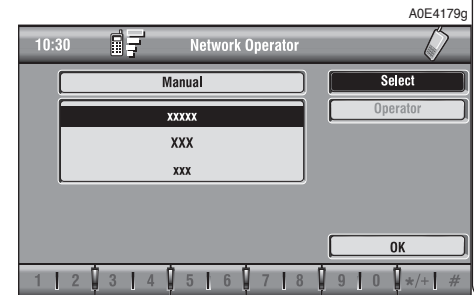 A0E4179g
10:30 Network Operator
Manual Select
xxxxx Operator
XXX
xxx
OK
1 2 3 4 5 6 7 8 9 0 */+ #